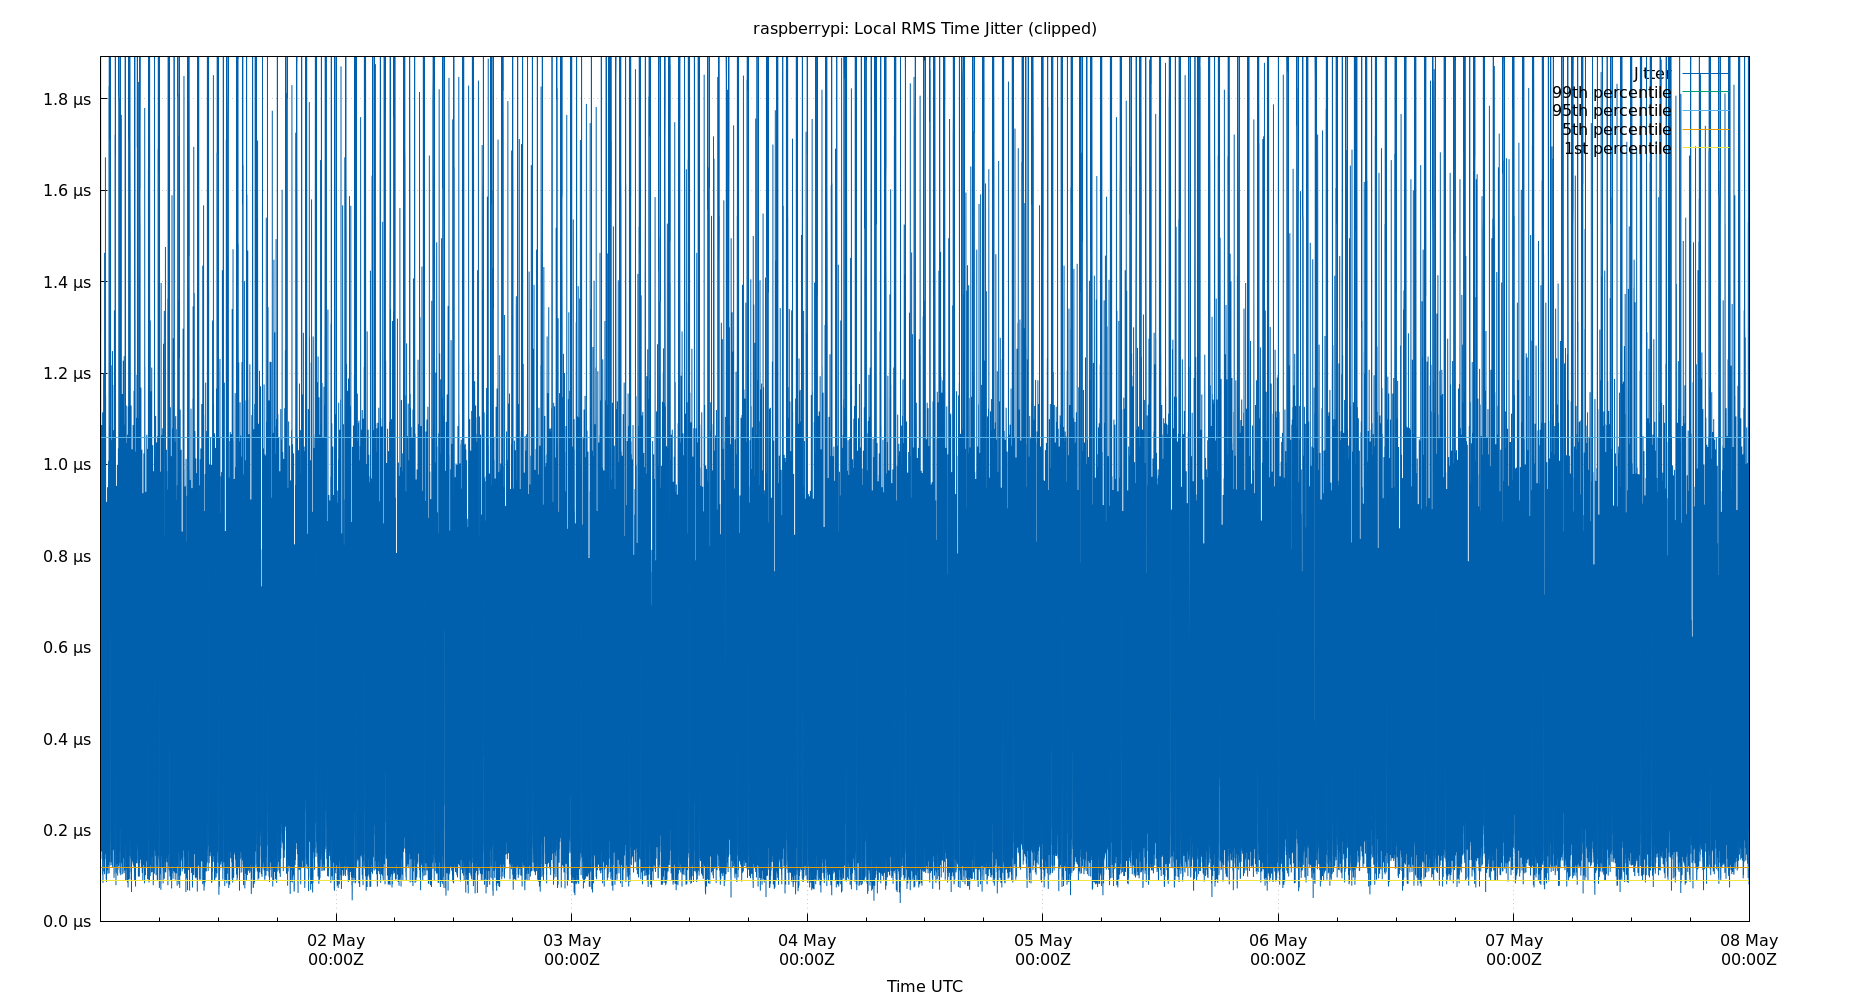 raspberrypi: Local RMS Time Jitter (clipped)
Jitter
99th percentile
95th percentile
5th percentile
1st percentile
1.8 µs
1.6 µs
1.4 µs
1.2 µs
1.0 µs
0.8 µs
0.6 µs
0.4 µs
0.2 µs
0.0 µs
02 May 03 May 04 May 05 May 06 May 07 May 08 May
00:00Z 00:00Z 00:00Z 00:00Z 00:00Z 00:00Z 00:00Z
Time UTC